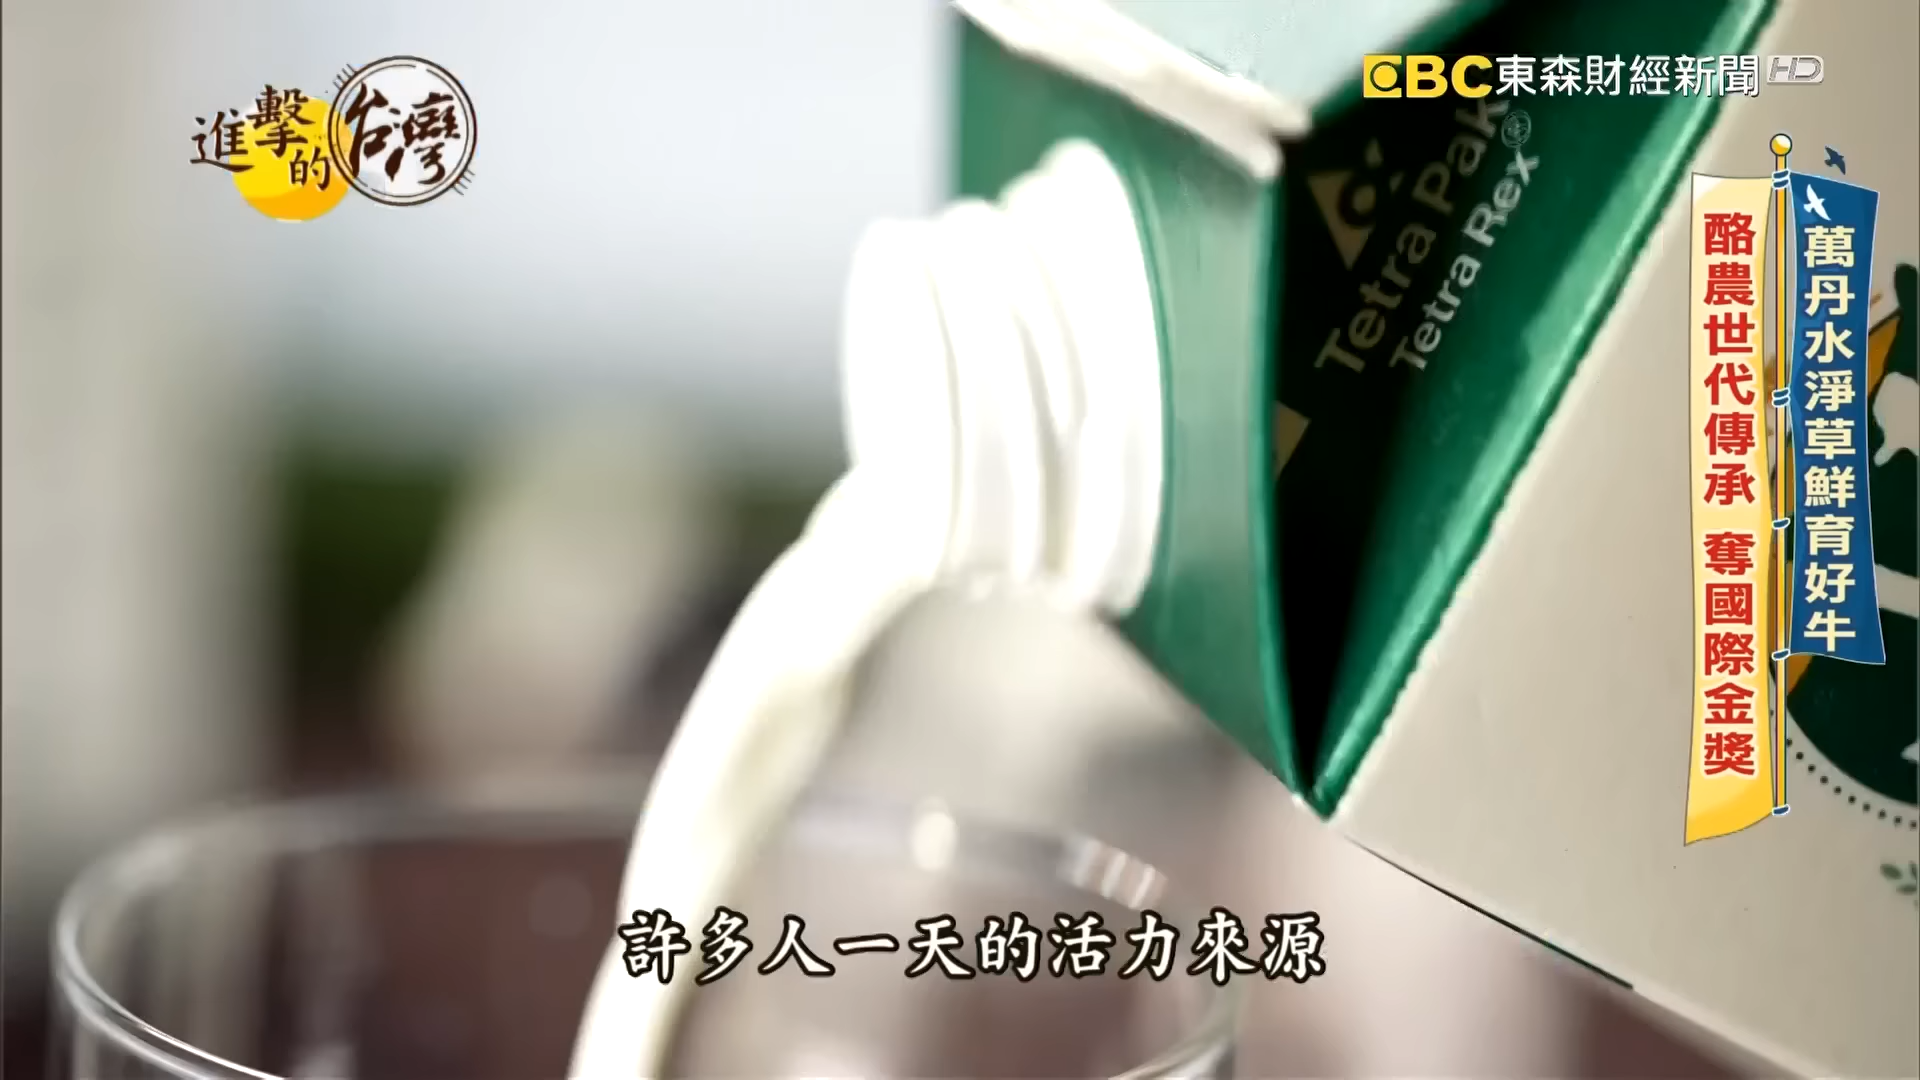 進擊的台灣
EBC東森財經新聞HD
Tetra Pak
Tetra Rex®
萬丹水淨草鮮育好牛
酪農世代傳承 奪國際金獎
許多人一天的活力來源